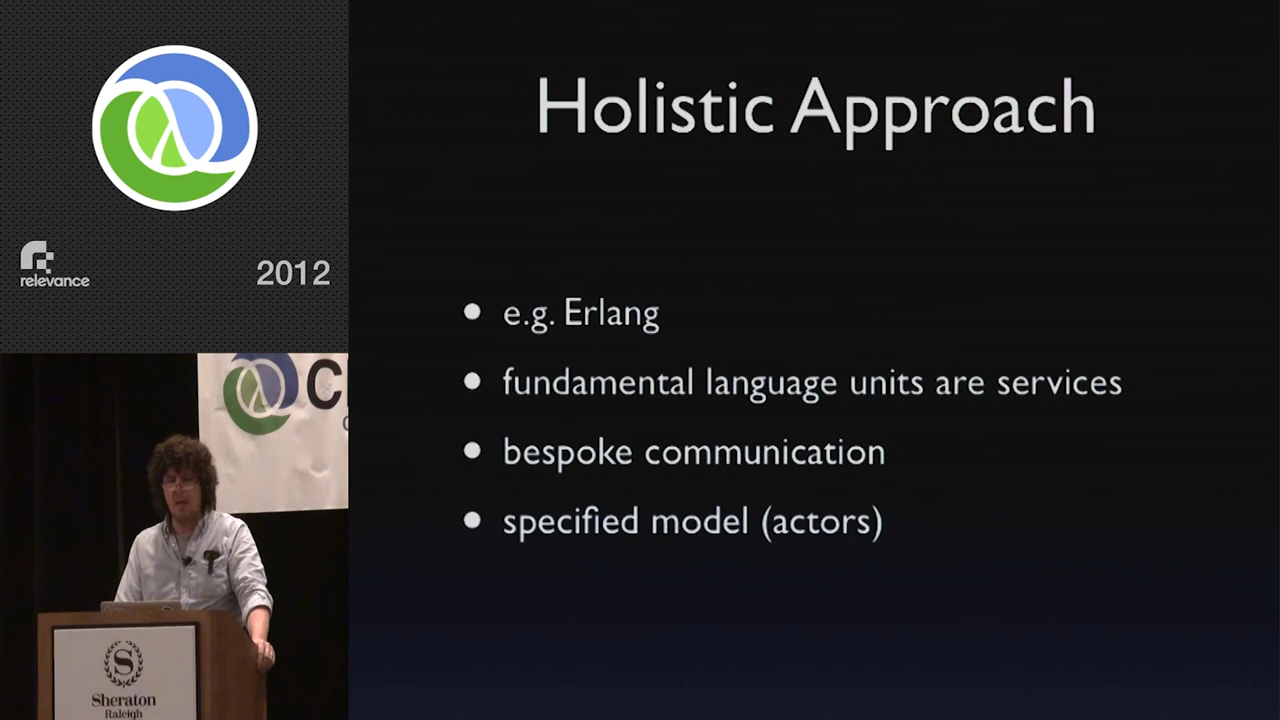 Holistic Approach
relevance
2012
• e.g. Erlang
• fundamental language units are services
• bespoke communication
• specified model (actors)
S
Sheraton
Raleigh